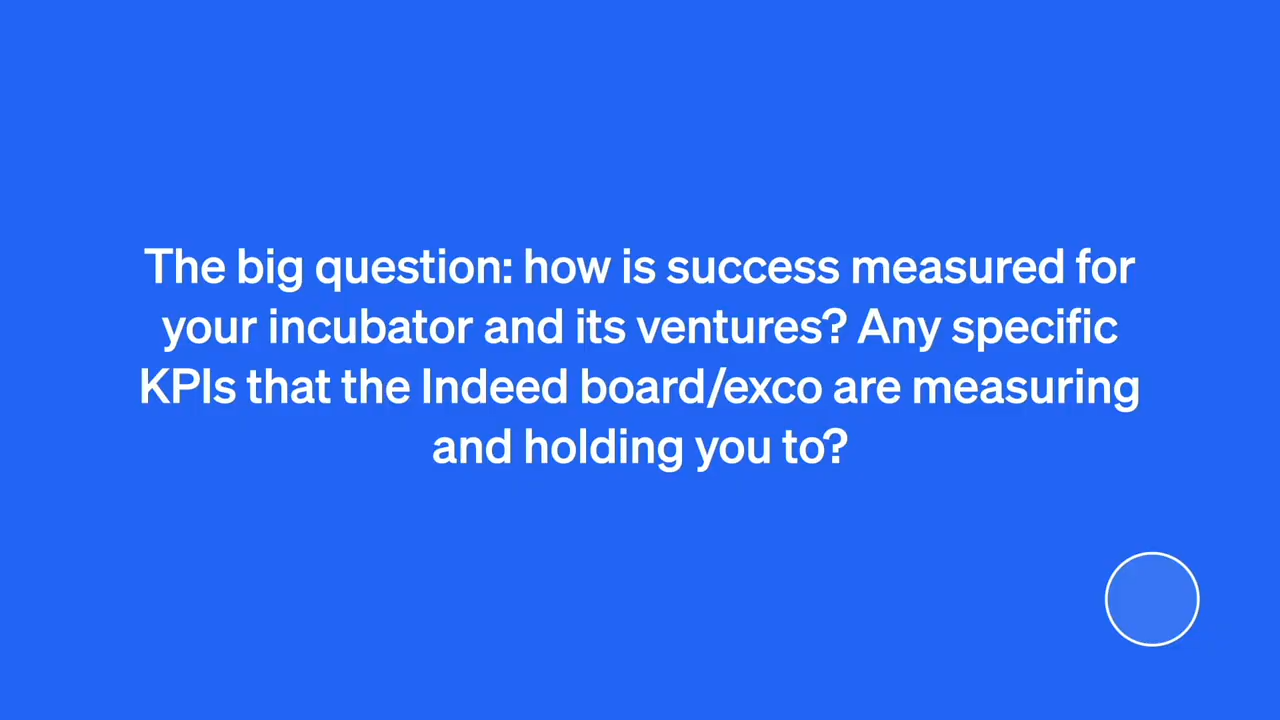 The big question: how is success measured for
your incubator and its ventures? Any specific
KPIs that the Indeed board/exco are measuring
and holding you to?